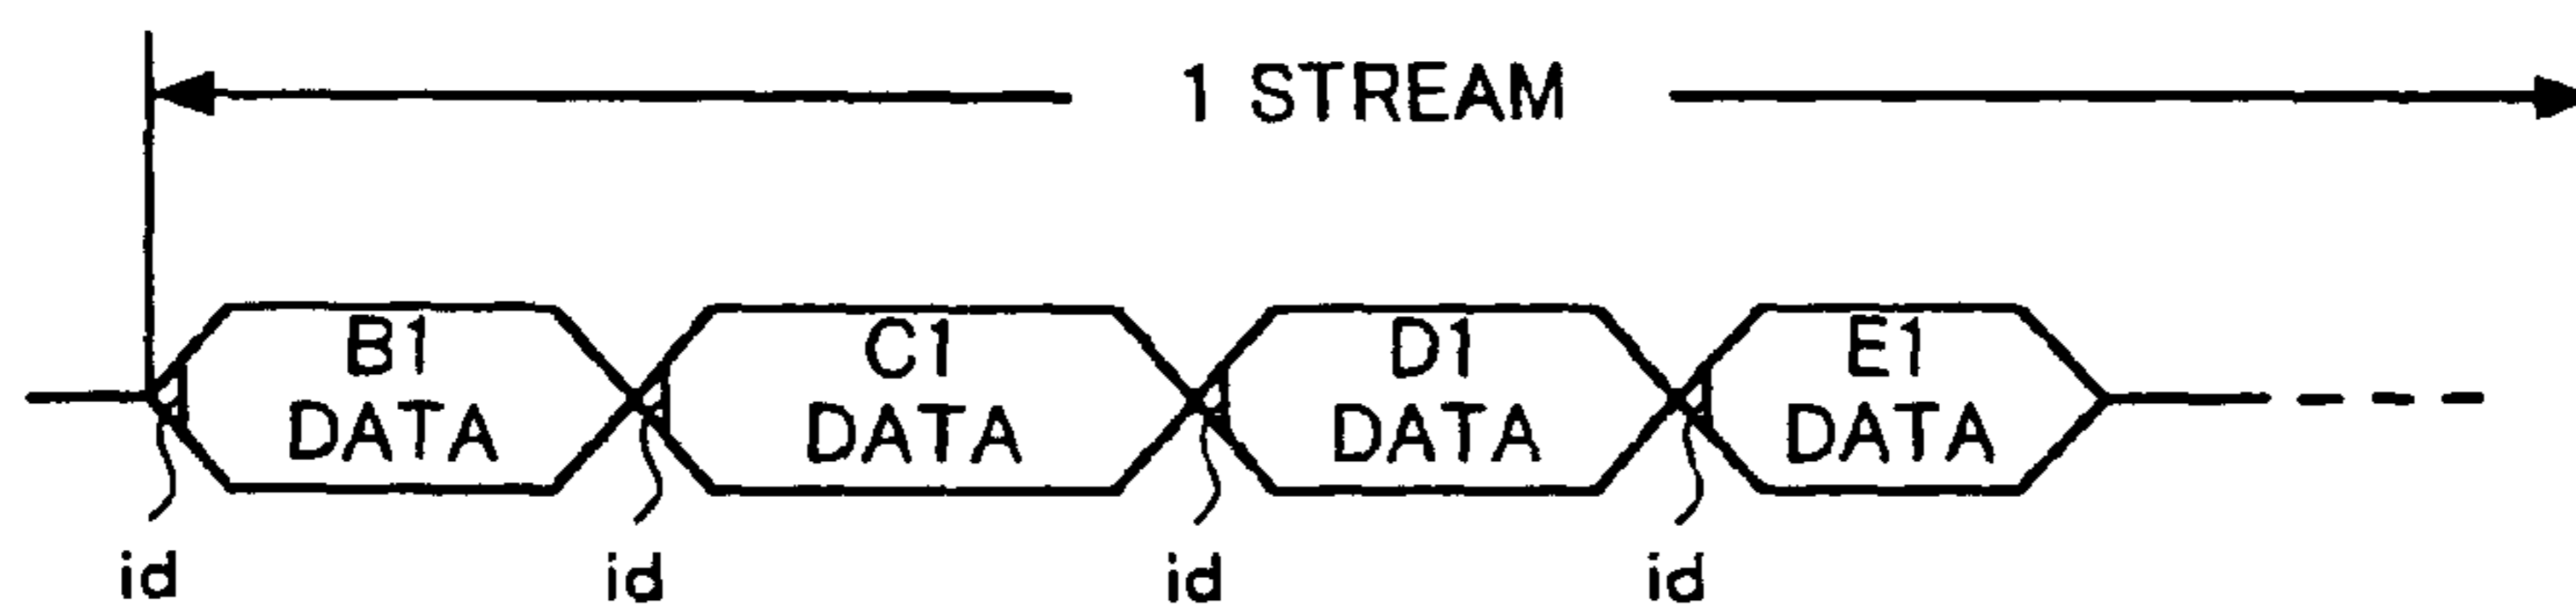 1 STREAM
B1 DATA
C1 DATA
D1 DATA
E1 DATA
id id id id